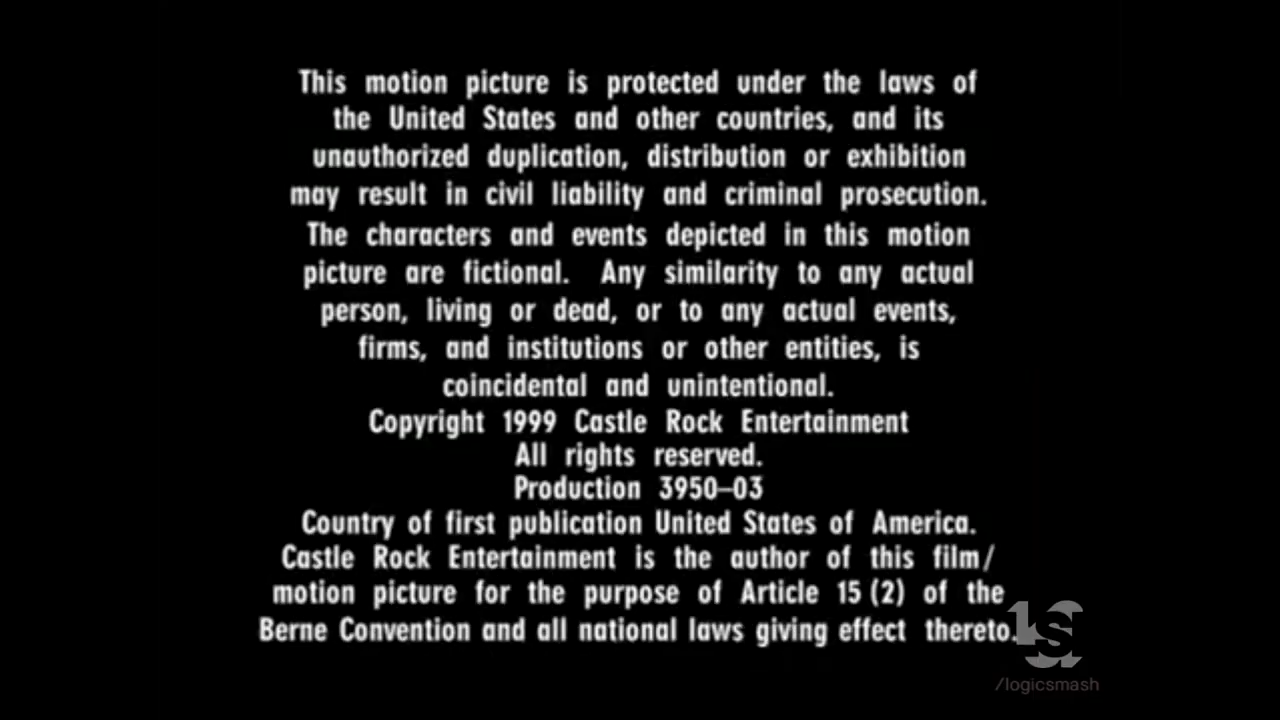 This motion picture is protected under the laws of
the United States and other countries, and its
unauthorized duplication, distribution or exhibition
may result in civil liability and criminal prosecution.
The characters and events depicted in this motion
picture are fictional. Any similarity to any actual
person, living or dead, or to any actual events,
firms, and institutions or other entities, is
coincidental and unintentional.
Copyright 1999 Castle Rock Entertainment
All rights reserved.
Production 3950–03
Country of first publication United States of America.
Castle Rock Entertainment is the author of this film/
motion picture for the purpose of Article 15 (2) of the
Berne Convention and all national laws giving effect thereto.
/logicsmash